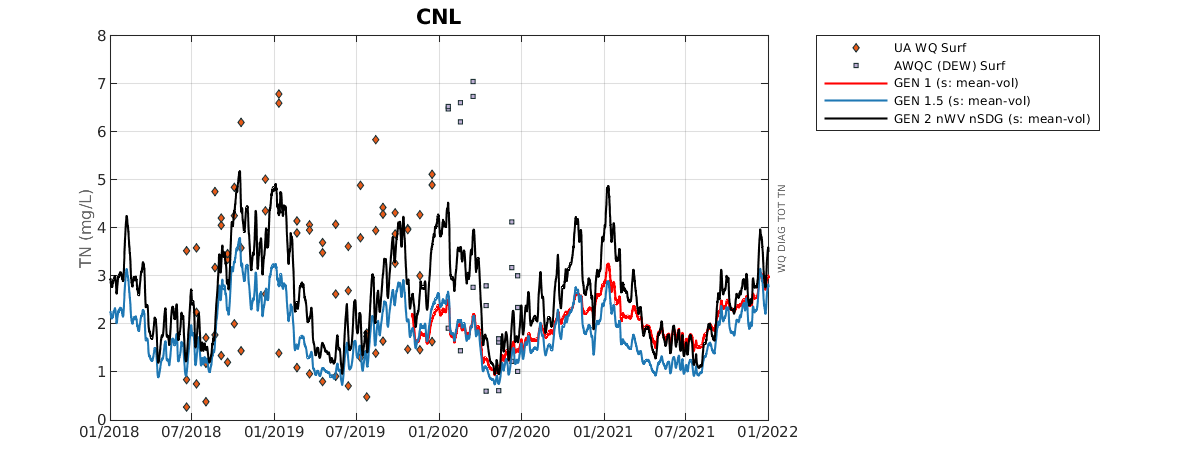 CNL
8
7
6
5
4
3
2
1
0
TN (mg/L)
01/2018 07/2018 01/2019 07/2019 01/2020 07/2020 01/2021 07/2021 01/2022
WQ DIAG TOT TN
UA WQ Surf
AWQC (DEW) Surf
GEN 1 (s: mean-vol)
GEN 1.5 (s: mean-vol)
GEN 2 nWV nSDG (s: mean-vol)